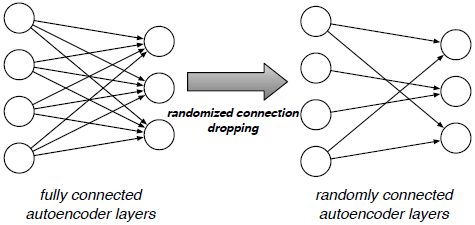 randomized connection
dropping
fully connected
autoencoder layers
randomly connected
autoencoder layers